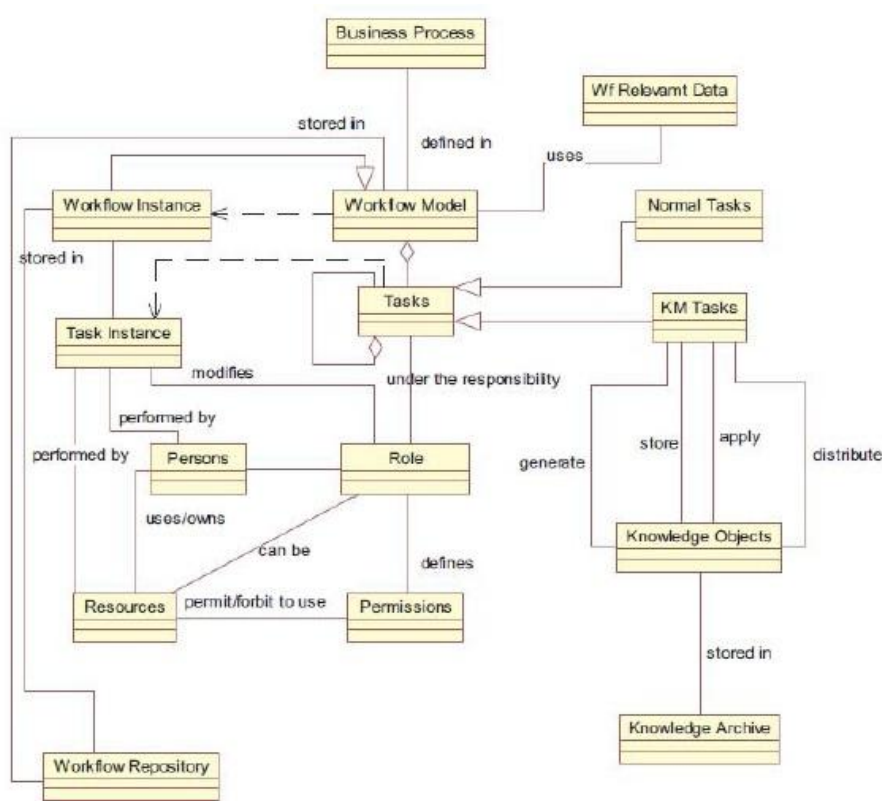 Business Process
Wf Relevamt Data
stored in
defined in
uses
Workflow Instance
Workflow Model
Normal Tasks
stored in
Tasks
KM Tasks
Task Instance
modifies
under the responsibility
performed by
performed by
Persons
Role
generate
store
apply
distribute
uses/owns
can be
defines
Knowledge Objects
Resources
permit/forbit to use
Permissions
stored in
Knowledge Archive
Workflow Repository